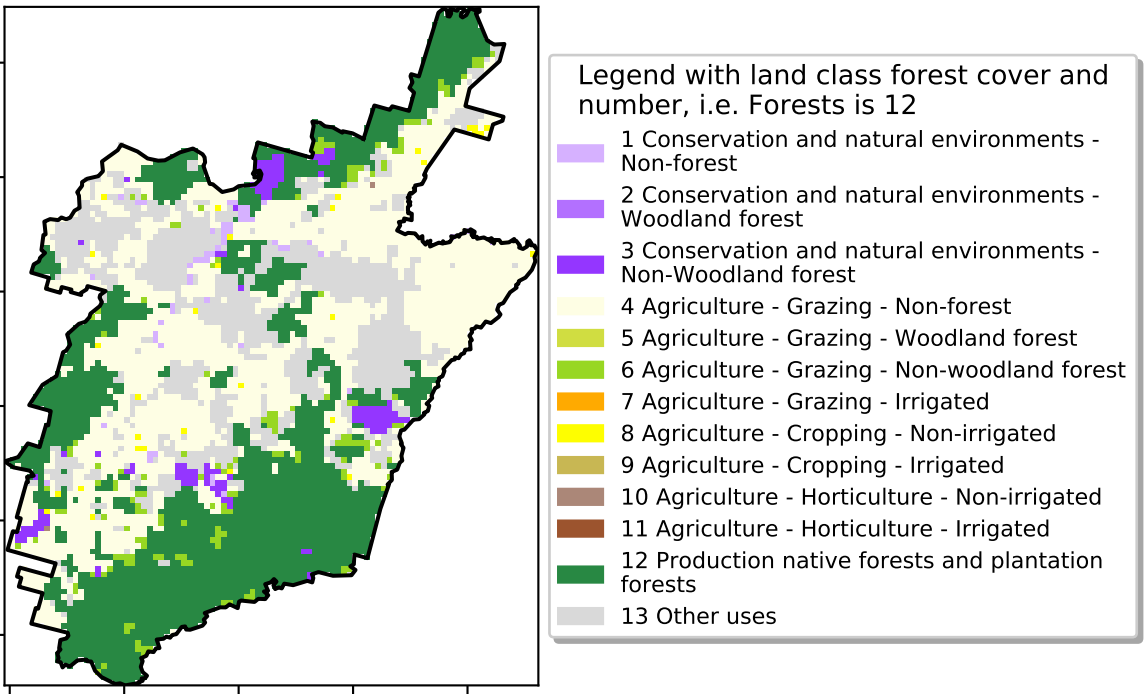 Legend with land class forest cover and
number, i.e. Forests is 12
1 Conservation and natural environments -
Non-forest
2 Conservation and natural environments -
Woodland forest
3 Conservation and natural environments -
Non-Woodland forest
4 Agriculture - Grazing - Non-forest
5 Agriculture - Grazing - Woodland forest
6 Agriculture - Grazing - Non-woodland forest
7 Agriculture - Grazing - Irrigated
8 Agriculture - Cropping - Non-irrigated
9 Agriculture - Cropping - Irrigated
10 Agriculture - Horticulture - Non-irrigated
11 Agriculture - Horticulture - Irrigated
12 Production native forests and plantation
forests
13 Other uses